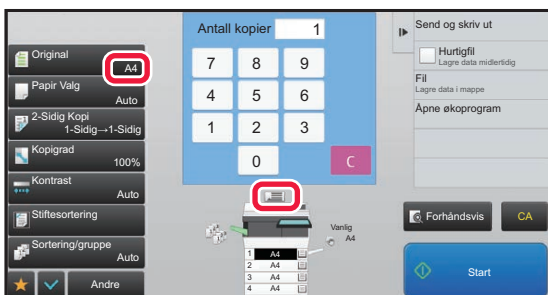 Original
A4
Papir Valg
Auto
2-Sidig Kopi
1-Sidig→1-Sidig
Kopigrad
100%
Kontrast
Auto
Stiftesortering
Sortering/gruppe
Auto
Andre
Antall kopier
1
7 8 9
4 5 6
1 2 3
0 C
Vanlig
A4
1 A4
2 A4
3 A4
4 A4
Send og skriv ut
Hurtigfil
Lagre data midlertidig
Fil
Lagre data i mappe
Åpne økoprogram
Forhåndsvis
CA
Start